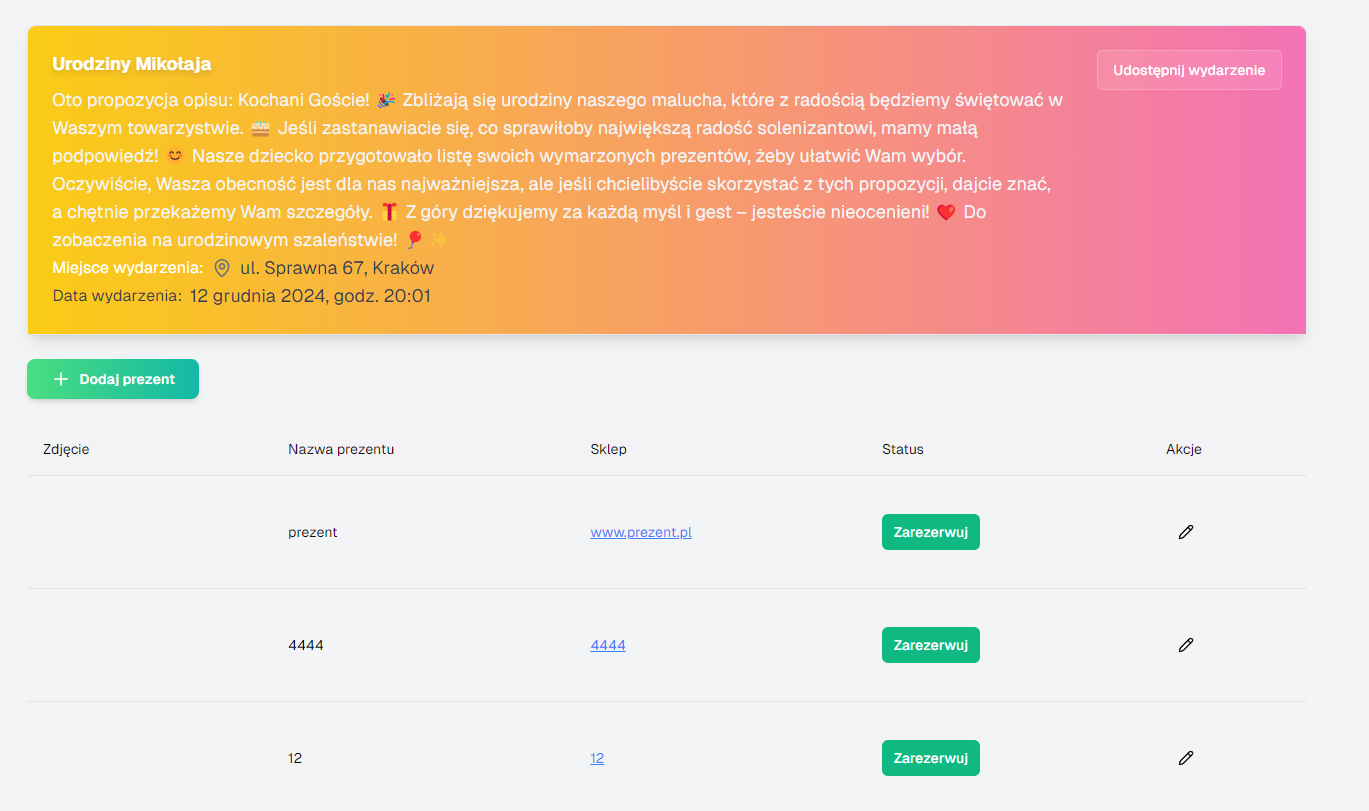 Urodziny Mikołaja
Udostępnij wydarzenie
Oto propozycja opisu: Kochani Goście! 🎉 Zbliżają się urodziny naszego malucha, które z radością będziemy świętować w
Waszym towarzystwie. 🎂 Jeśli zastanawiacie się, co sprawiłoby największą radość solenizantowi, mamy małą
podpowiedź! 😊 Nasze dziecko przygotowało listę swoich wymarzonych prezentów, żeby ułatwić Wam wybór.
Oczywiście, Wasza obecność jest dla nas najważniejsza, ale jeśli chcielibyście skorzystać z tych propozycji, dajcie znać,
a chętnie przekażemy Wam szczegóły. 🎁 Z góry dziękujemy za każdą myśl i gest – jesteście nieocenieni! ❤️ Do
zobaczenia na urodzinowym szaleństwie! 🎈✨
Miejsce wydarzenia: ul. Sprawna 67, Kraków
Data wydarzenia: 12 grudnia 2024, godz. 20:01
+ Dodaj prezent
Zdjęcie Nazwa prezentu Sklep Status Akcje
prezent www.prezent.pl Zarezerwuj
4444 4444 Zarezerwuj
12 12 Zarezerwuj